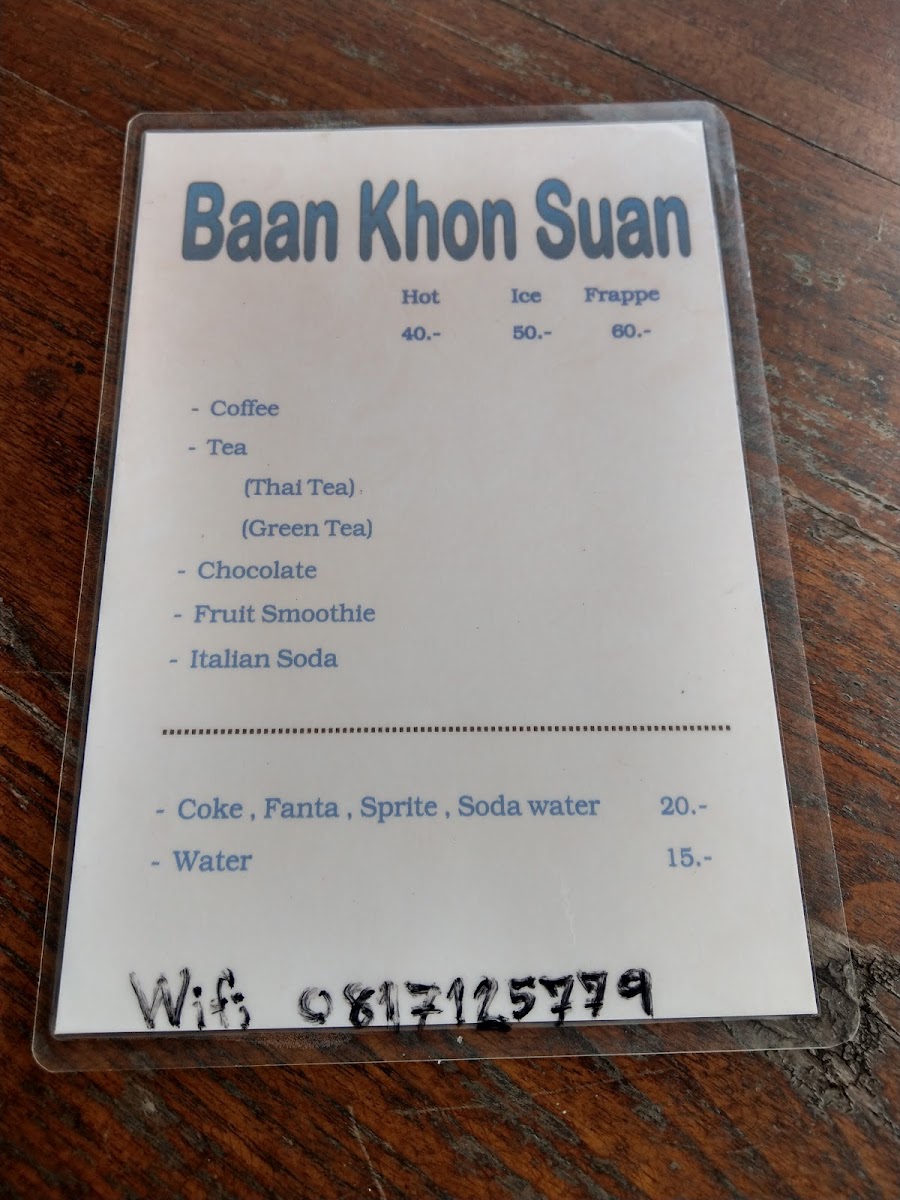 Baan Khon Suan
Hot Ice Frappe
40.- 50.- 60.-
- Coffee
- Tea
(Thai Tea)
(Green Tea)
- Chocolate
- Fruit Smoothie
- Italian Soda
- Coke , Fanta , Sprite , Soda water 20.-
- Water 15.-
Wifi 0817125779